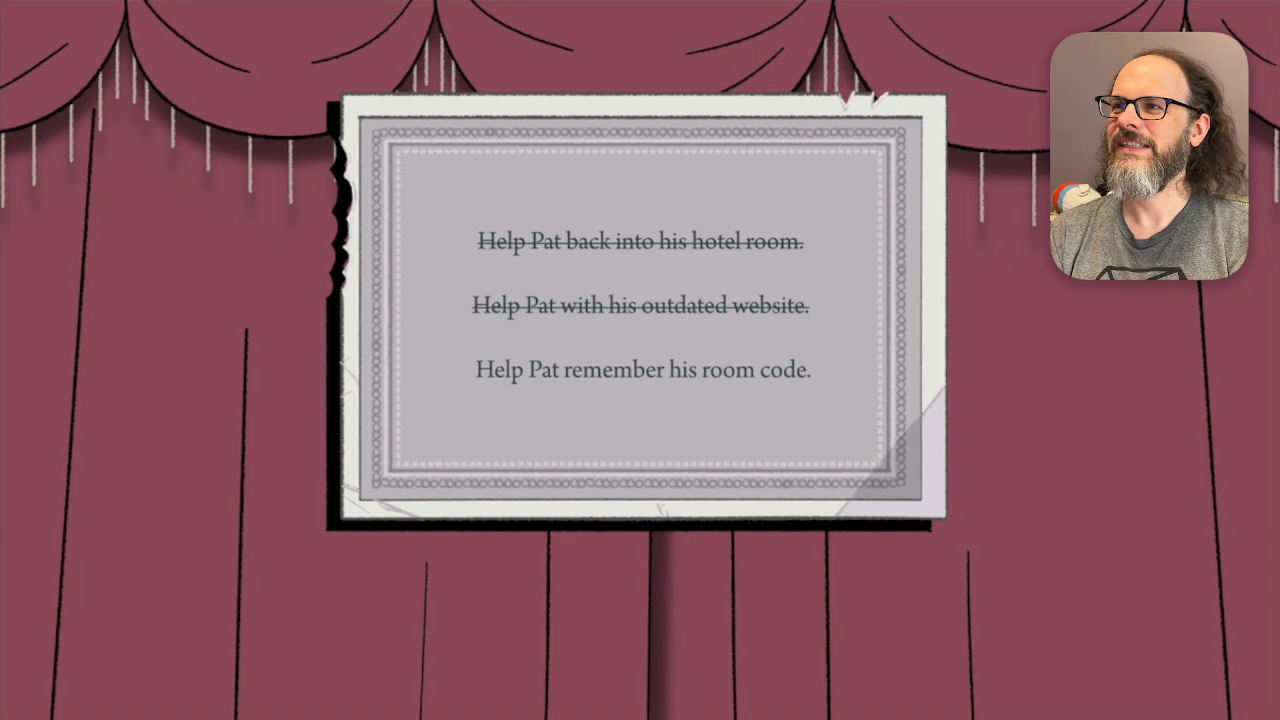 Help Pat back into his hotel room.
Help Pat with his outdated website.
Help Pat remember his room code.